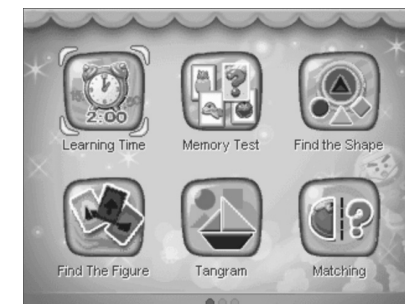 2:00
Learning Time
Memory Test
Find the Shape
Find The Figure
Tangram
Matching